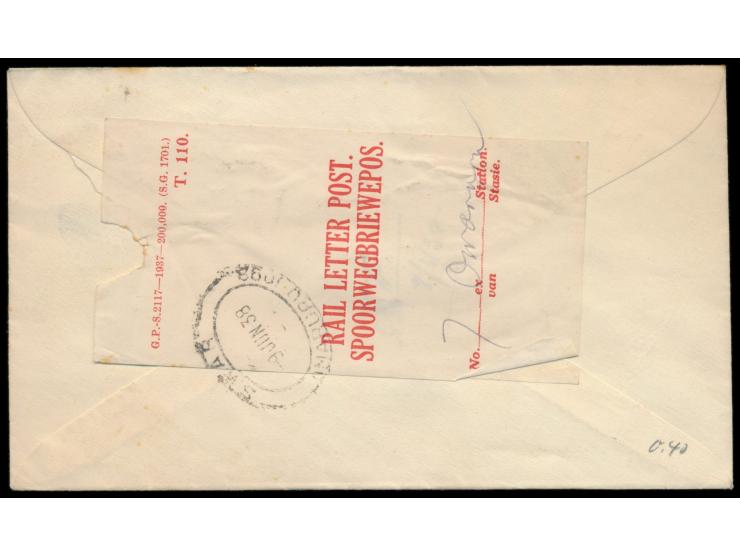 G.P.-S.2117—1937—200,000. (S.G. 1701.)
T. 110.
RAIL LETTER POST.
SPOORWEGBRIEWEPOS.
No. 7 ex Station.
van Stasie.
-9 JUN 38
0.40